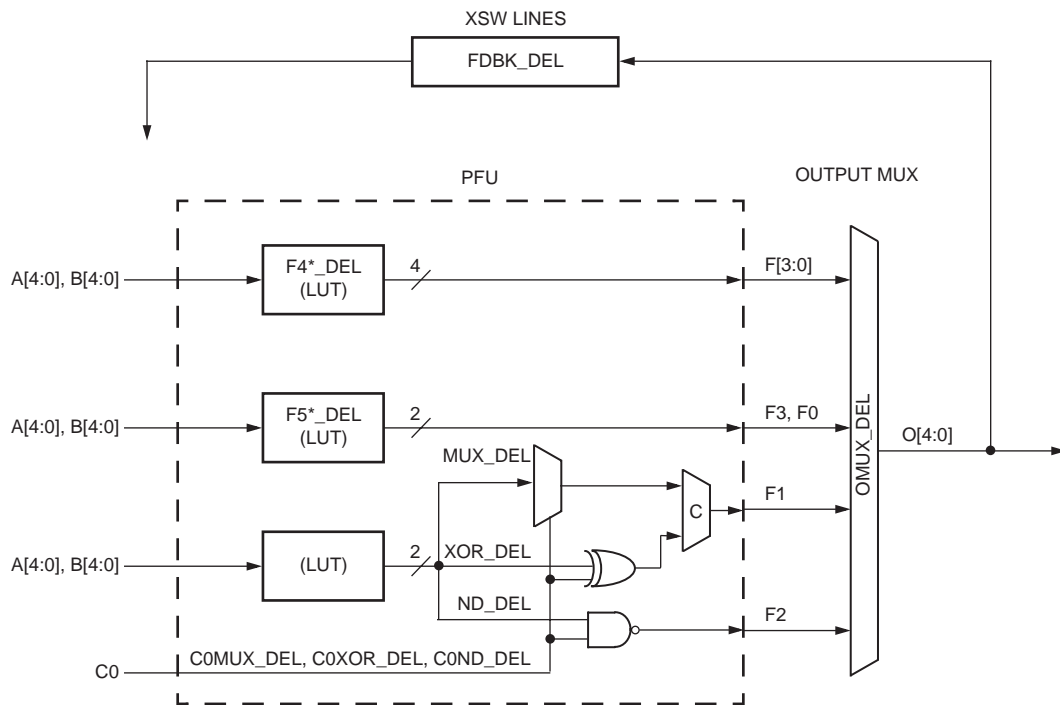 XSW LINES
FDBK_DEL
PFU
OUTPUT MUX
A[4:0], B[4:0]
F4*_DEL
(LUT)
4
F[3:0]
A[4:0], B[4:0]
F5*_DEL
(LUT)
2
F3, F0
OMUX_DEL
O[4:0]
MUX_DEL
C
F1
A[4:0], B[4:0]
(LUT)
2
XOR_DEL
ND_DEL
F2
C0
C0MUX_DEL, C0XOR_DEL, C0ND_DEL